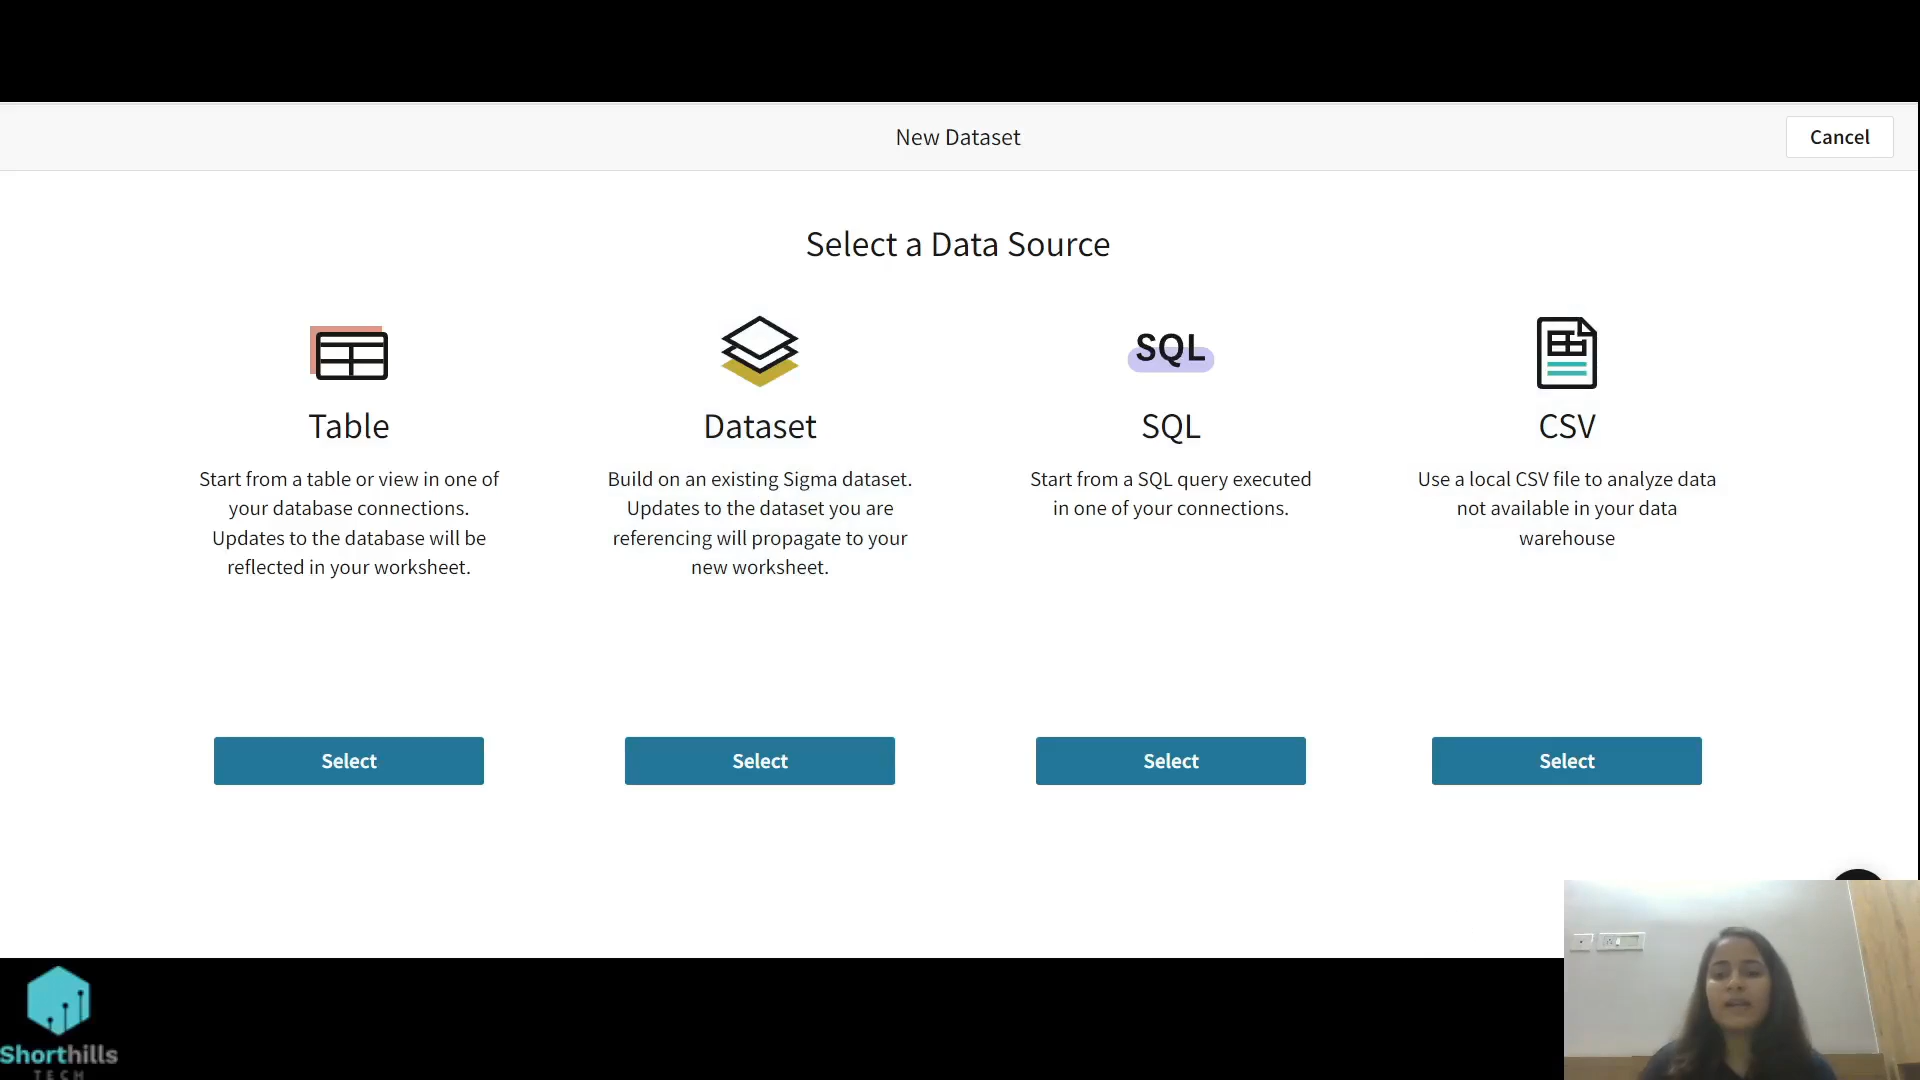 New Dataset
Cancel
Select a Data Source
SQL
Table
Start from a table or view in one of
your database connections.
Updates to the database will be
reflected in your worksheet.
Select
Dataset
Build on an existing Sigma dataset.
Updates to the dataset you are
referencing will propagate to your
new worksheet.
Select
SQL
Start from a SQL query executed
in one of your connections.
Select
CSV
Use a local CSV file to analyze data
not available in your data
warehouse
Select
Shorthills
TECH